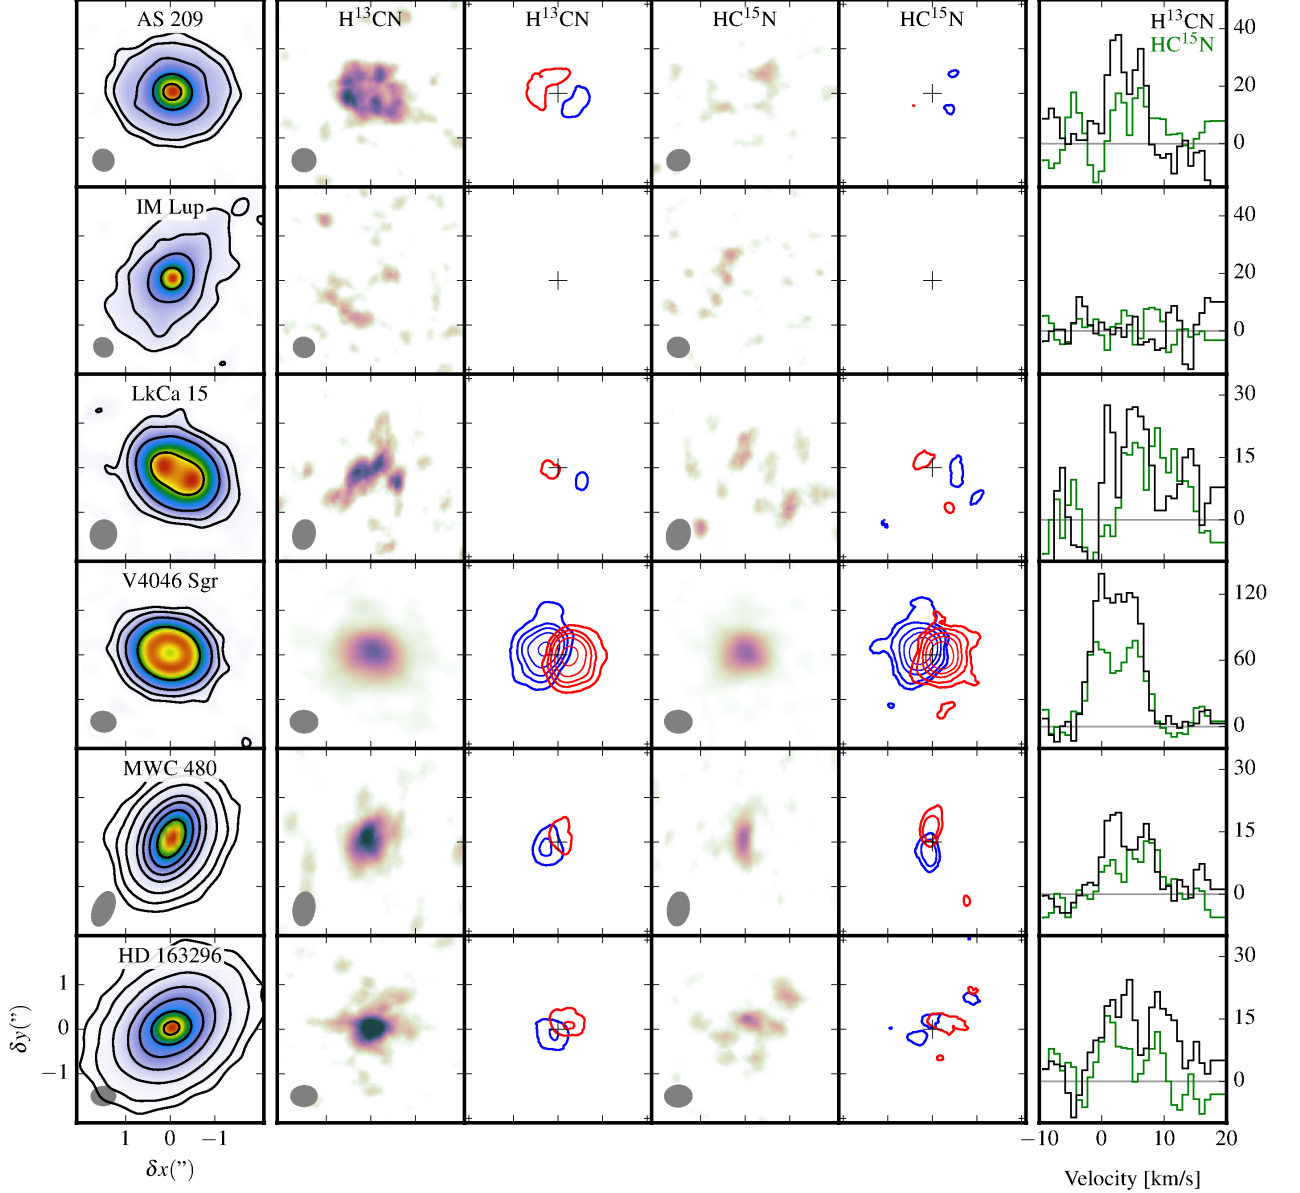 AS 209 H¹³CN H¹³CN HC¹⁵N HC¹⁵N H¹³CN 40
HC¹⁵N
20
0
IM Lup 40
20
0
LkCa 15 30
15
0
V4046 Sgr 120
60
0
MWC 480 30
15
0
HD 163296 30
1 15
0 0
−1
δy(")
1 0 −1 −10 0 10 20
δx(") Velocity [km/s]